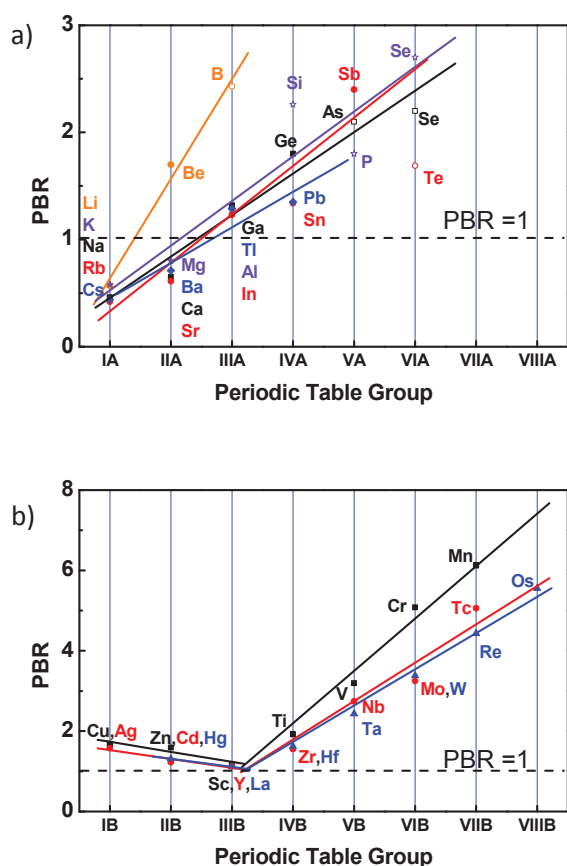 a)
3
2
1
0
PBR
B
Be
Li
K
Na
Rb
Cs
Mg
Ba
Ca
Sr
Ga
Tl
Al
In
Si
Ge
Pb
Sn
Sb
As
P
Se
Se
Te
PBR =1
IA IIA IIIA IVA VA VIA VIIA VIIIA
Periodic Table Group
b)
8
6
4
2
0
PBR
Cu,Ag
Zn,Cd,Hg
Sc,Y,La
Ti
Zr,Hf
V
Nb
Ta
Cr
Mo,W
Mn
Tc
Re
Os
PBR =1
IB IIB IIIB IVB VB VIB VIIB VIIIB
Periodic Table Group